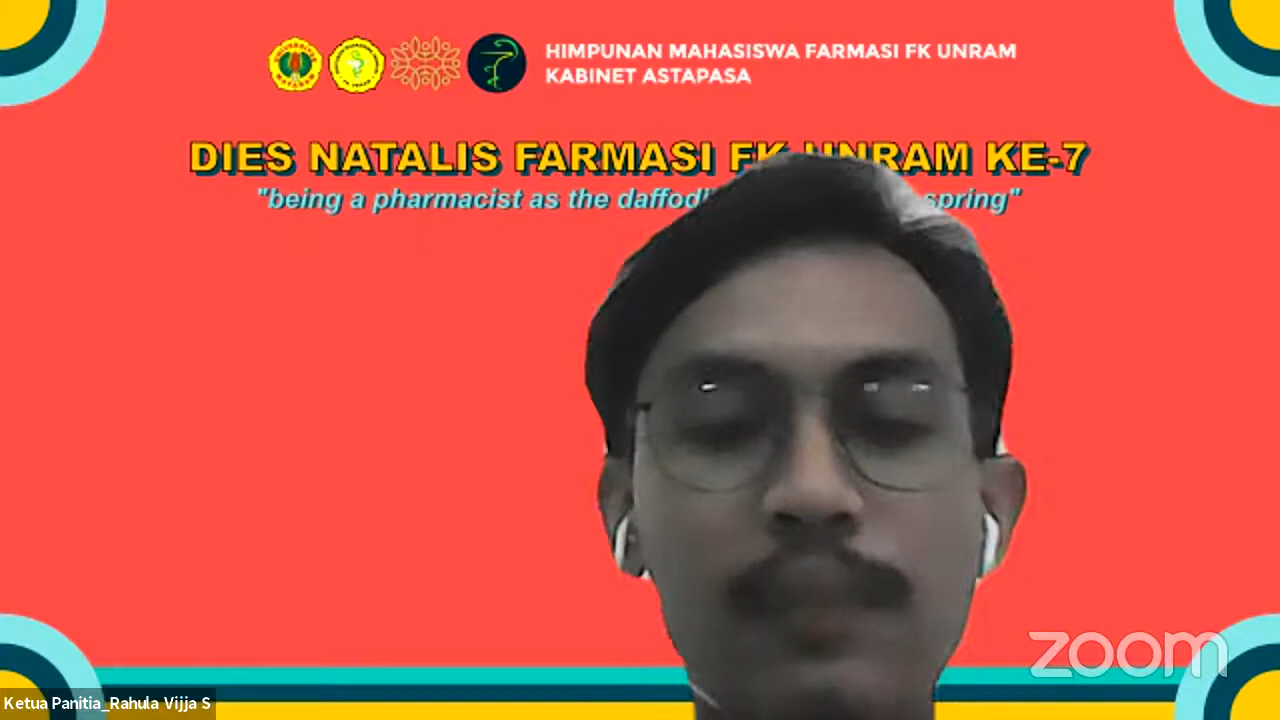 HIMPUNAN MAHASISWA FARMASI FK UNRAM
KABINET ASTAPASA
DIES NATALIS FARMASI FK UNRAM KE-7
"being a pharmacist as the spring"
zoom
Ketua Panitia_Rahula Vijja S